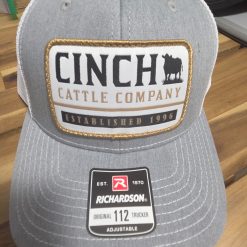 CINCH
CATTLE COMPANY
ESTABLISHED 1996
EST. R 1970
RICHARDSON®
ORIGINAL 112 TRUCKER
ADJUSTABLE